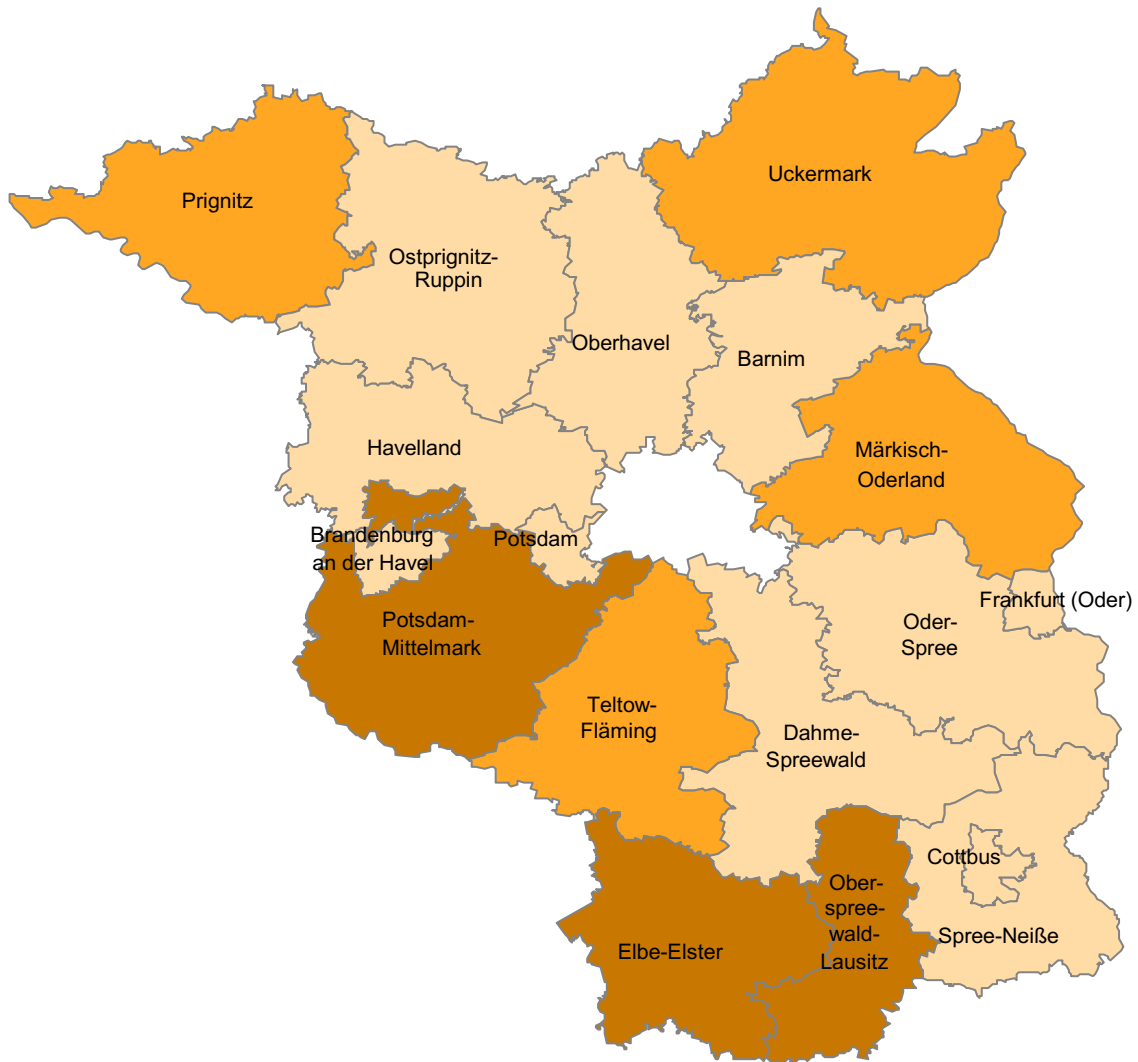 Uckermark
Prignitz
Ostprignitz-
Ruppin
Oberhavel
Barnim
Havelland
Märkisch-
Oderland
Brandenburg
an der Havel
Potsdam
Frankfurt (Oder)
Potsdam-
Mittelmark
Oder-
Spree
Teltow-
Fläming
Dahme-
Spreewald
Cottbus
Ober-
spree-
wald-
Lausitz
Spree-Neiße
Elbe-Elster